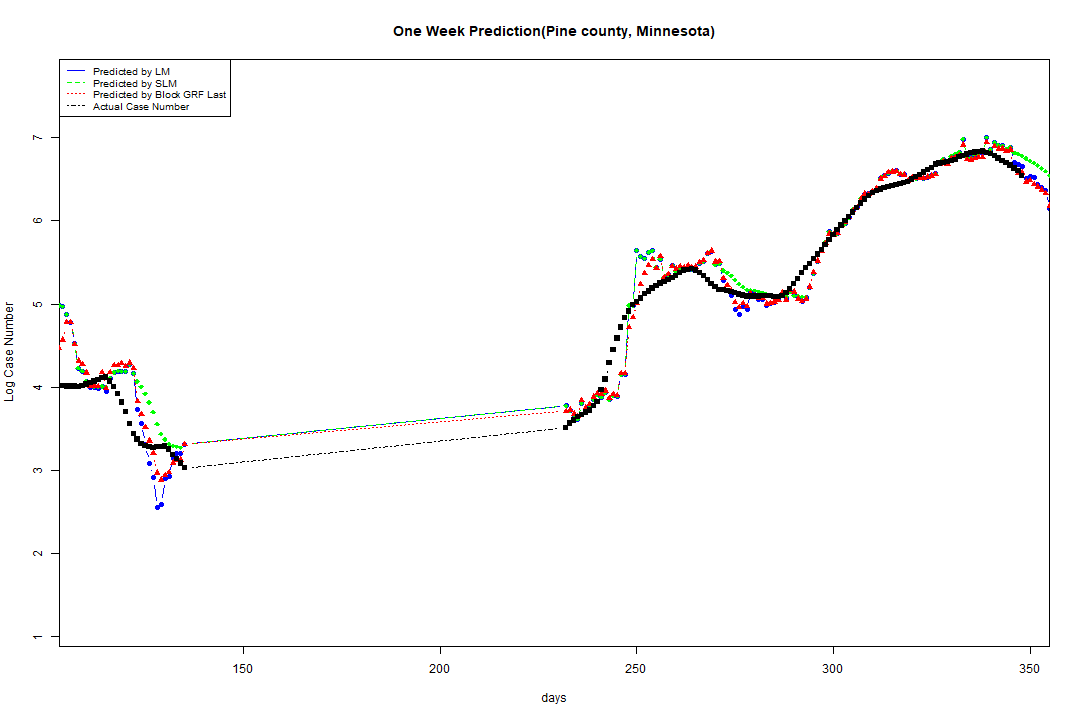 One Week Prediction(Pine county, Minnesota)
Predicted by LM
Predicted by SLM
Predicted by Block GRF Last
Actual Case Number
Log Case Number
7
6
5
4
3
2
1
150 200 250 300 350
days